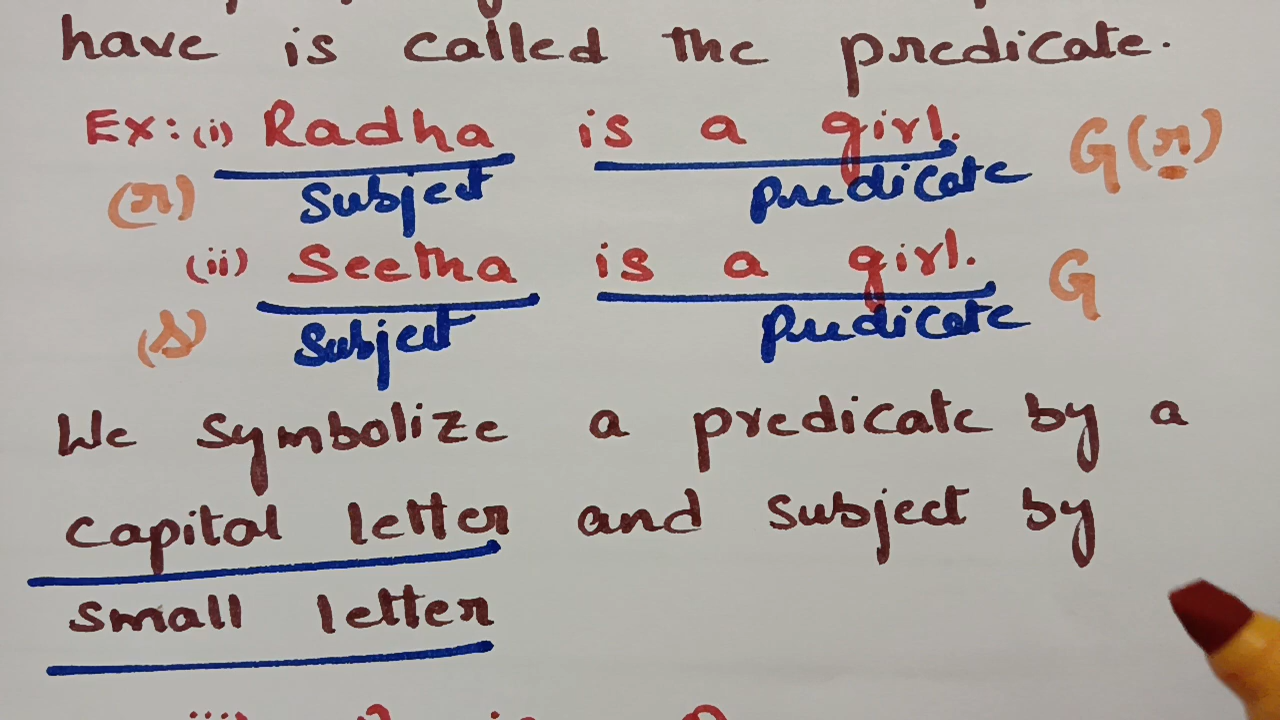 have is called the predicate.
Ex: (i) Radha is a girl. G(r)
(r) Subject predicate
(ii) Seetha is a girl. G
(s) Subject predicate
We symbolize a predicate by a
capital letter and subject by
small letter